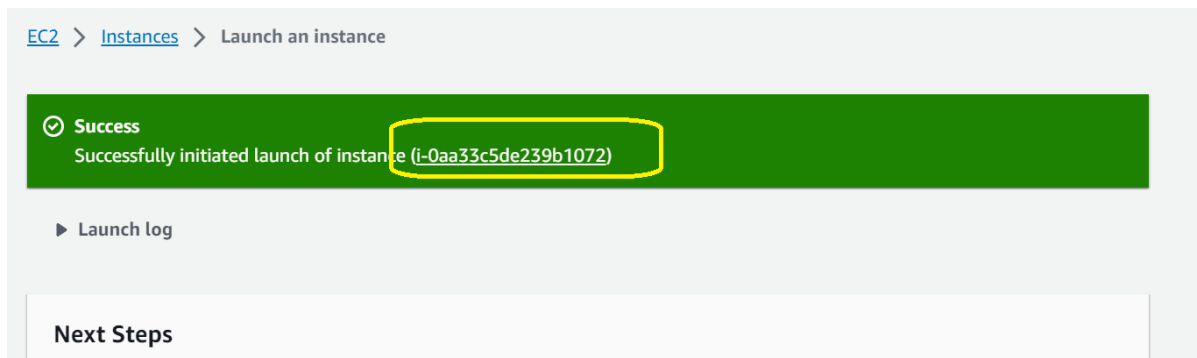 EC2 > Instances > Launch an instance
Success
Successfully initiated launch of instance (i-0aa33c5de239b1072)
Launch log
Next Steps